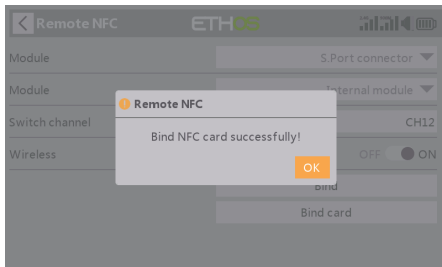 Remote NFC
ETHOS
Module
S.Port connector
Module
Internal module
Switch channel
CH12
Wireless
OFF ON
Remote NFC
Bind NFC card successfully!
OK
Bind
Bind card